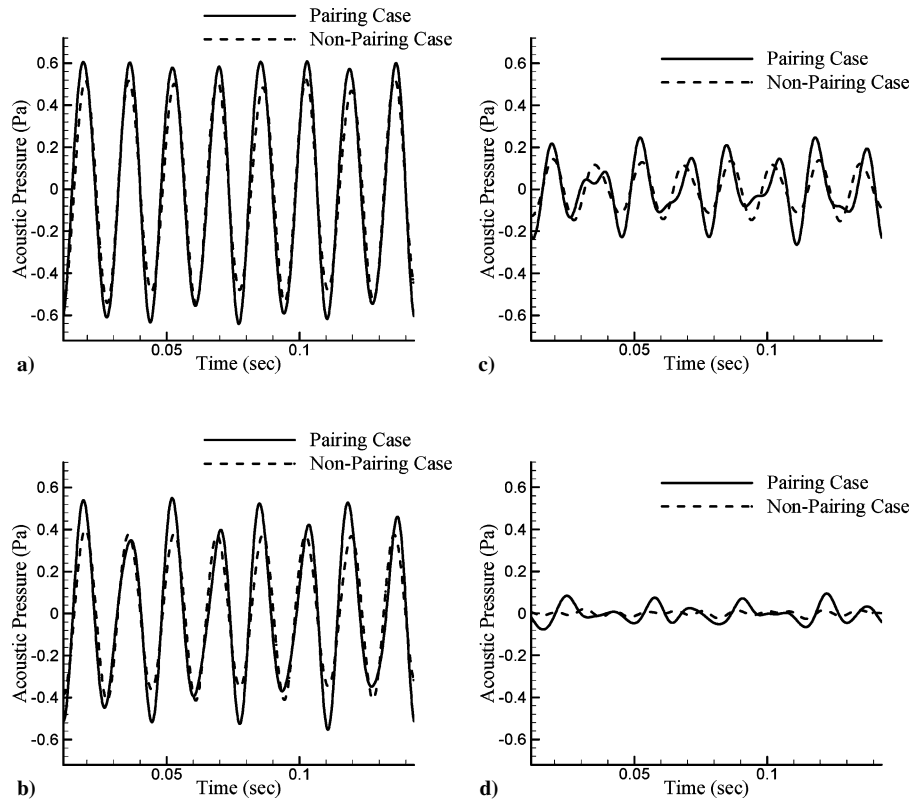 Pairing Case
Non-Pairing Case
Acoustic Pressure (Pa)
0.6
0.4
0.2
0
-0.2
-0.4
-0.6
0.05
0.1
Time (sec)
a)
Pairing Case
Non-Pairing Case
Acoustic Pressure (Pa)
0.6
0.4
0.2
0
-0.2
-0.4
-0.6
0.05
0.1
Time (sec)
c)
Pairing Case
Non-Pairing Case
Acoustic Pressure (Pa)
0.6
0.4
0.2
0
-0.2
-0.4
-0.6
0.05
0.1
Time (sec)
b)
Pairing Case
Non-Pairing Case
Acoustic Pressure (Pa)
0.6
0.4
0.2
0
-0.2
-0.4
-0.6
0.05
0.1
Time (sec)
d)